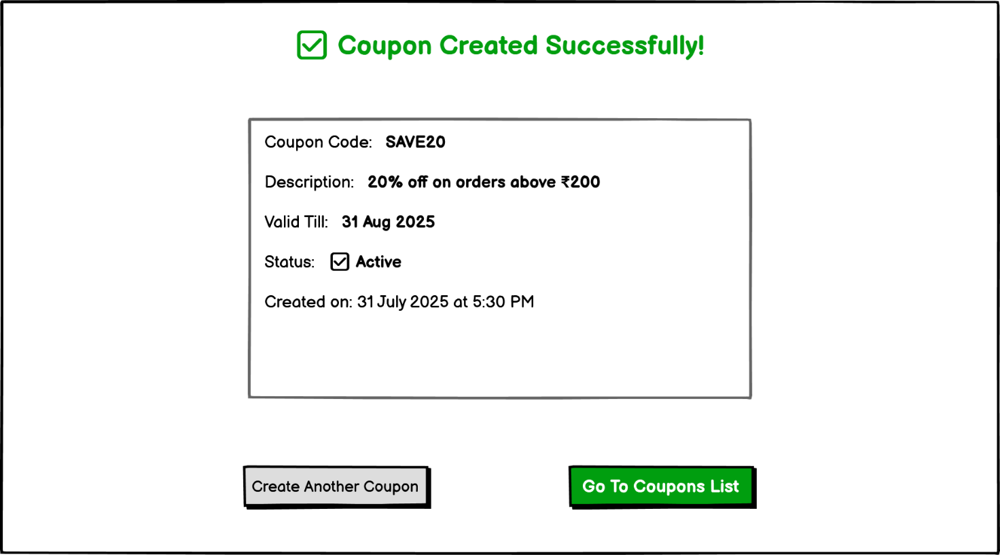 Coupon Created Successfully!
Coupon Code: SAVE20
Description: 20% off on orders above ₹200
Valid Till: 31 Aug 2025
Status: Active
Created on: 31 July 2025 at 5:30 PM
Create Another Coupon
Go To Coupons List